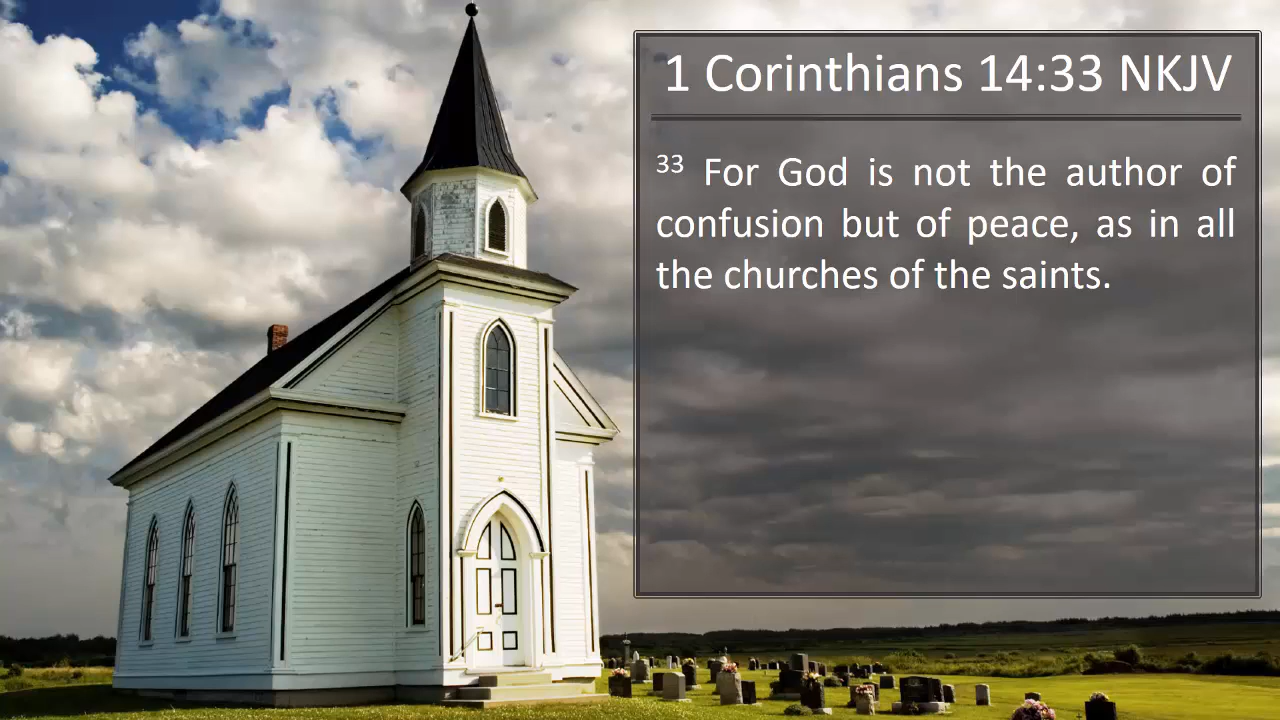 1 Corinthians 14:33 NKJV
33 For God is not the author of
confusion but of peace, as in all
the churches of the saints.